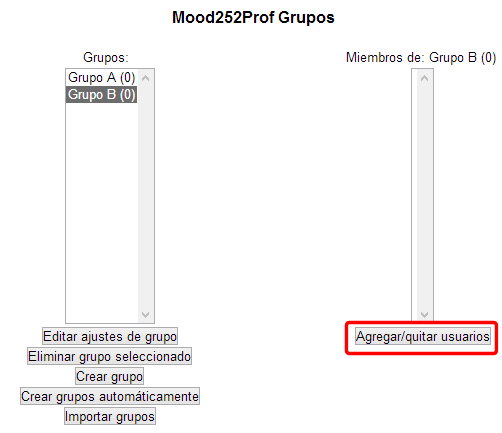 Mood252Prof Grupos
Grupos:
Grupo A (0)
Grupo B (0)
Editar ajustes de grupo
Eliminar grupo seleccionado
Crear grupo
Crear grupos automáticamente
Importar grupos
Miembros de: Grupo B (0)
Agregar/quitar usuarios